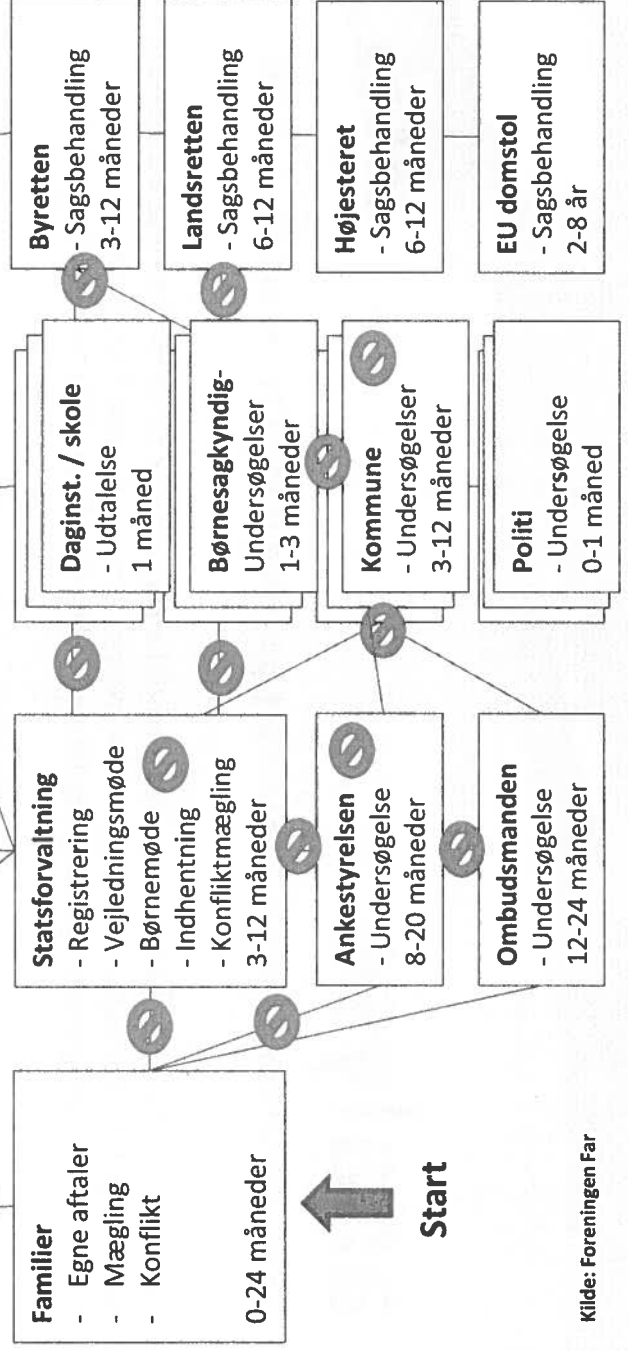 Familier
- Egne aftaler
- Mægling
- Konflikt
0-24 måneder
Start
Kilde: Foreningen Far
Statsforvaltning
- Registrering
- Vejledningsmøde
- Børnemøde
- Indhentning
- Konfliktmægling
3-12 måneder
Ankestyrelsen
- Undersøgelse
8-20 måneder
Ombudsmanden
- Undersøgelse
12-24 måneder
Daginst. / skole
- Udtalelse
1 måned
Børnesagkyndig-
Undersøgelser
1-3 måneder
Kommune
- Undersøgelser
3-12 måneder
Politi
- Undersøgelse
0-1 måned
Byretten
- Sagsbehandling
3-12 måneder
Landsretten
- Sagsbehandling
6-12 måneder
Højesteret
- Sagsbehandling
6-12 måneder
EU domstol
- Sagsbehandling
2-8 år